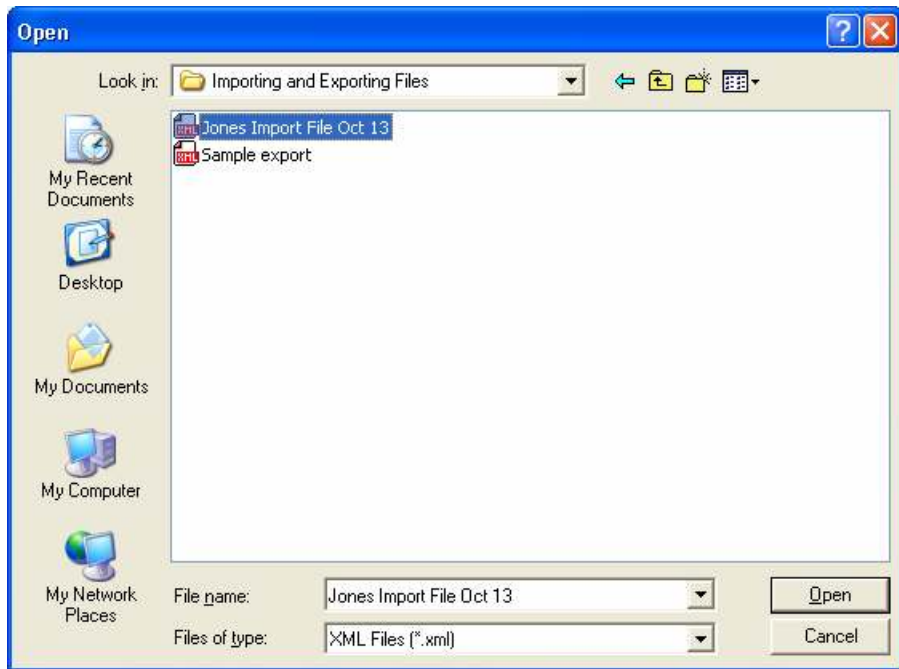 Open
Look in:
Importing and Exporting Files
XML Jones Import File Oct 13
XML Sample export
My Recent
Documents
Desktop
My Documents
My Computer
My Network
Places
File name:
Jones Import File Oct 13
Open
Files of type:
XML Files (*.xml)
Cancel